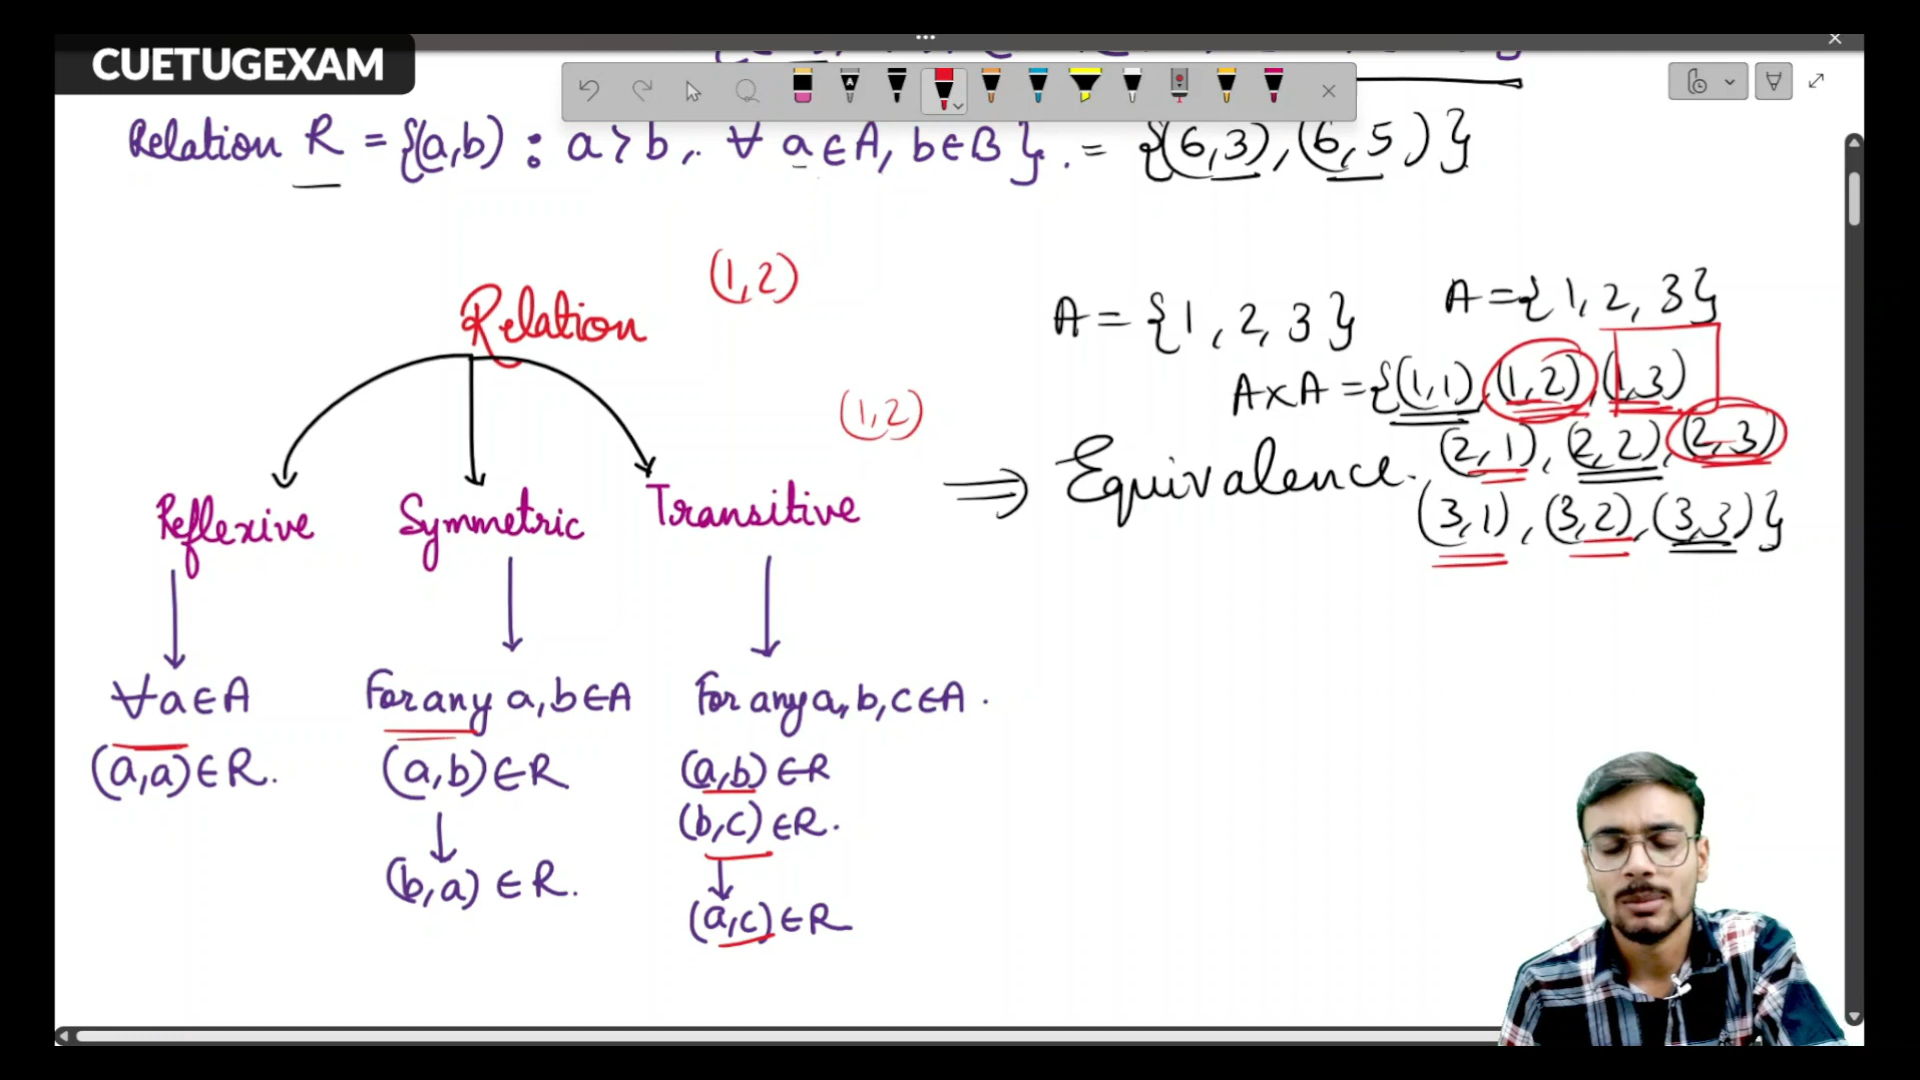 CUETUGEXAM
Relation R = {(a,b) : a > b, ∀ a ∈ A, b ∈ B}. = {(6,3), (6,5)}
Relation
(1,2)
(1,2)
A = {1, 2, 3}
A = {1, 2, 3}
A×A = {(1,1), (1,2), (1,3)
(2,1), (2,2), (2,3)
(3,1), (3,2), (3,3)}
⇒ Equivalence.
Reflexive Symmetric Transitive
∀a∈A For any a, b∈A For any a, b, c∈A.
(a,a)∈R. (a,b)∈R (a,b)∈R
(b,c)∈R.
(b,a)∈R. (a,c)∈R